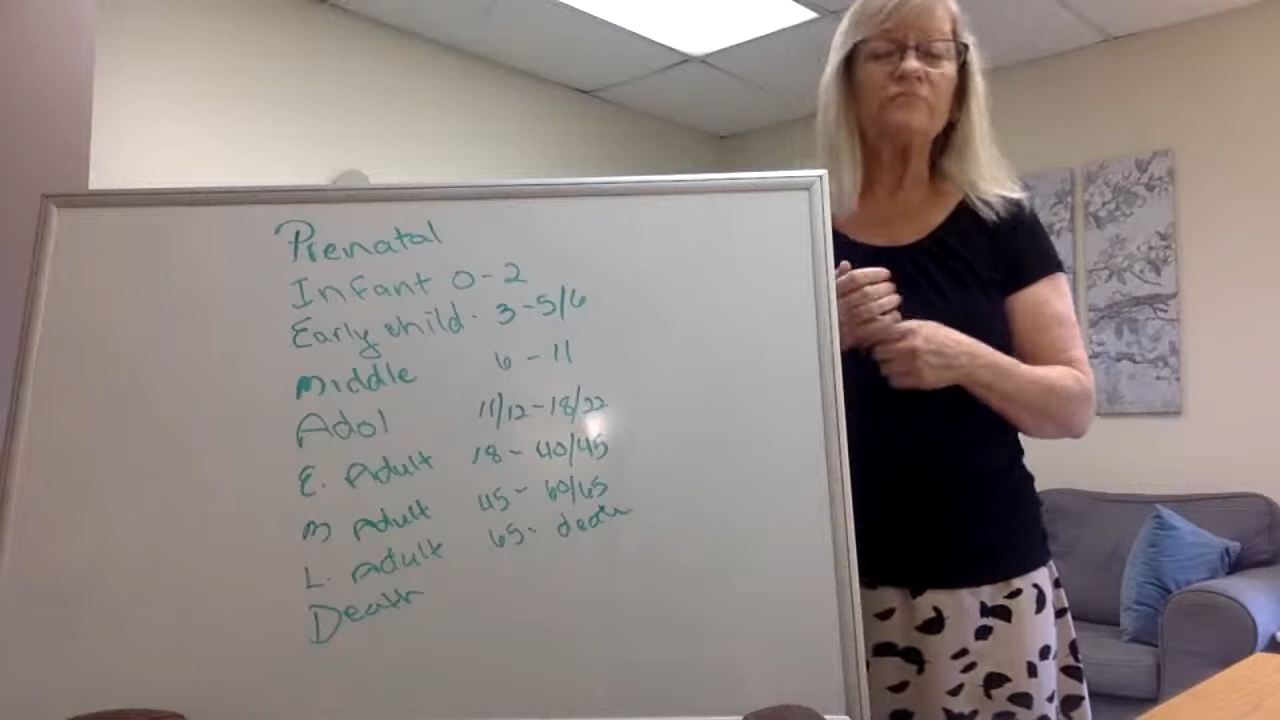 Prenatal
Infant 0-2
Early child. 3-5/6
Middle 6-11
Adol 11/12-18/22
E. Adult 18-40/45
M Adult 45-60/65
L. Adult 65- death
Death